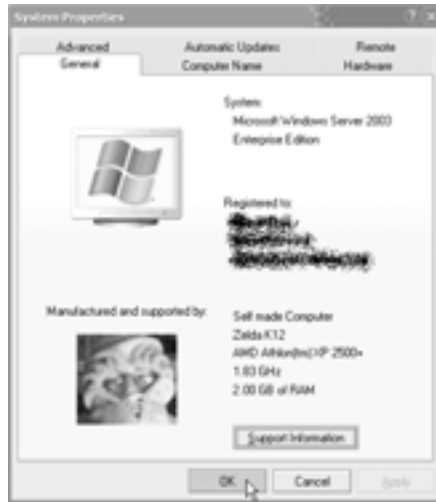 System Properties
Advanced Automatic Updates Remote
General Computer Name Hardware
System:
Microsoft Windows Server 2003
Enterprise Edition
Registered to:
Manufactured and supported by:
Self made Computer
Zelda K12
AMD Athlon(tm) XP 2500+
1.83 GHz
2.00 GB of RAM
Support Information
OK Cancel Apply